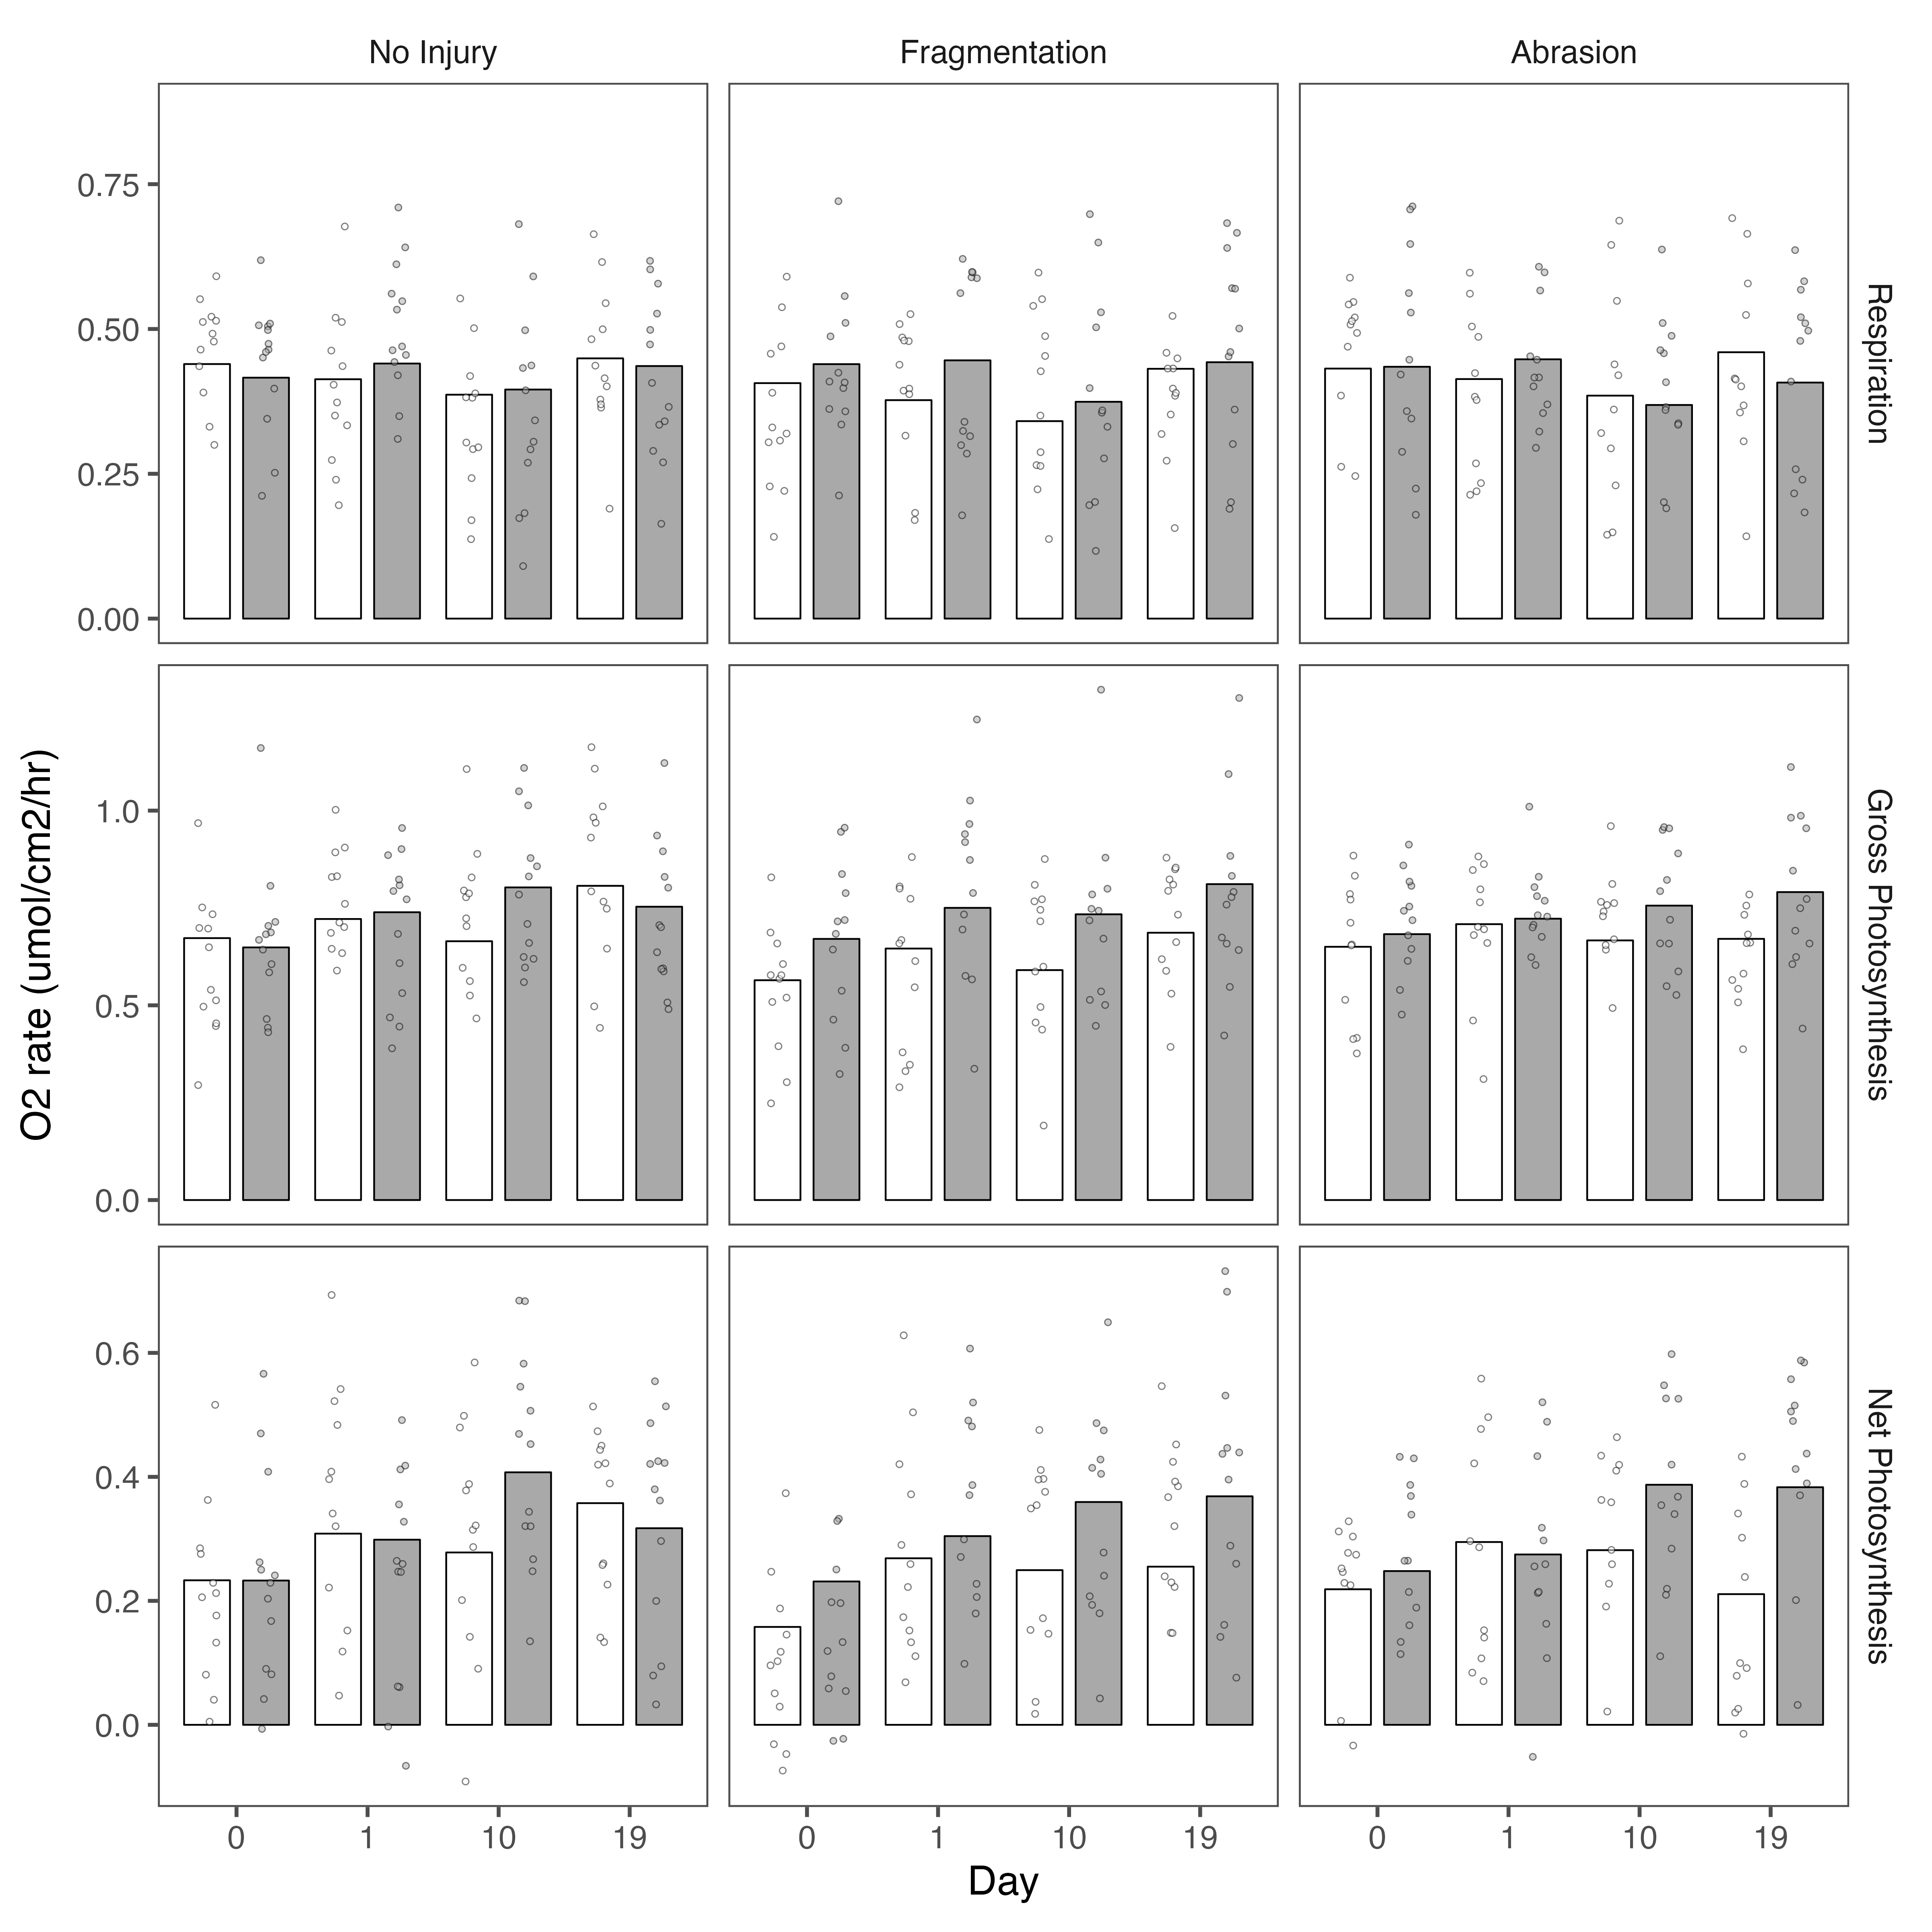 No Injury
Fragmentation
Abrasion
0.75
0.50
0.25
0.00
Respiration
1.0
0.5
0.0
Gross Photosynthesis
O2 rate (umol/cm2/hr)
0.6
0.4
0.2
0.0
Net Photosynthesis
0 1 10 19
0 1 10 19
0 1 10 19
Day